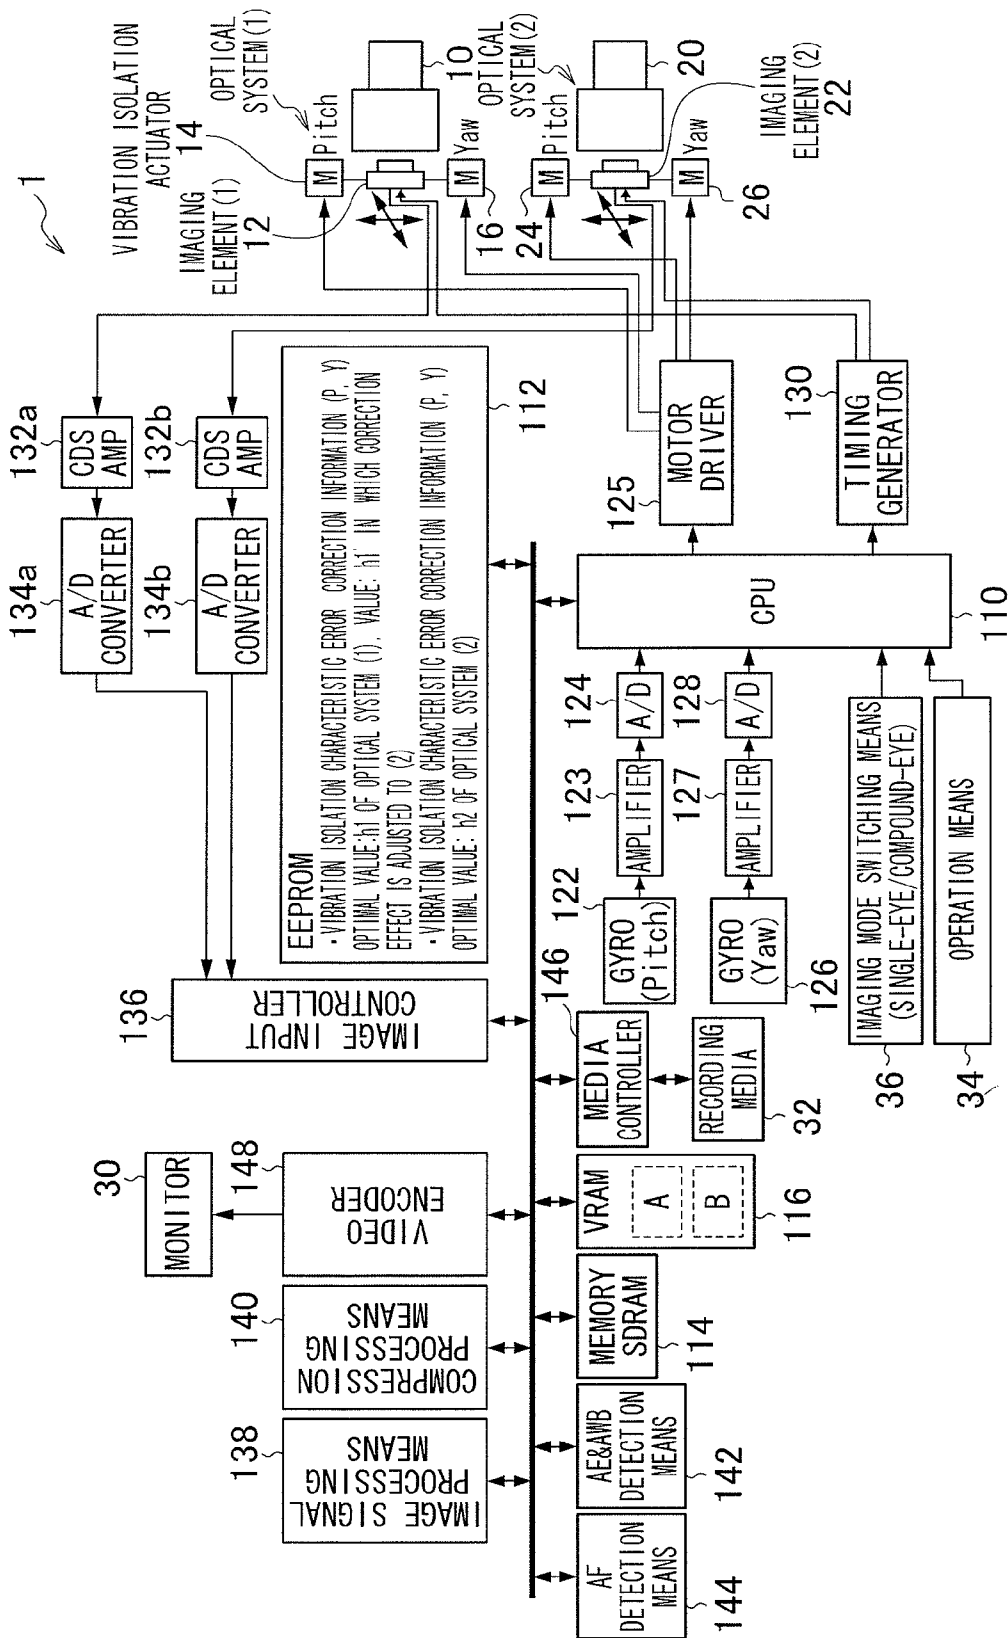 1
VIBRATION ISOLATION
ACTUATOR
14
OPTICAL
SYSTEM(1)
Pitch
M
10
IMAGING
ELEMENT(1)
12
M
Yaw
16
OPTICAL
SYSTEM(2)
Pitch
M
24
20
IMAGING
ELEMENT(2)
22
M
Yaw
26
132a
CDS
AMP
132b
CDS
AMP
134a
A/D
CONVERTER
134b
A/D
CONVERTER
EEPROM
· VIBRATION ISOLATION CHARACTERISTIC ERROR CORRECTION INFORMATION (P, Y)
OPTIMAL VALUE:h1 OF OPTICAL SYSTEM (1), VALUE: h1' IN WHICH CORRECTION
EFFECT IS ADJUSTED TO (2)
· VIBRATION ISOLATION CHARACTERISTIC ERROR CORRECTION INFORMATION (P, Y)
OPTIMAL VALUE: h2 OF OPTICAL SYSTEM (2)
112
125
MOTOR
DRIVER
130
TIMING
GENERATOR
CPU
110
136
IMAGE INPUT
CONTROLLER
30
MONITOR
148
VIDEO
ENCODER
140
COMPRESSION
PROCESSING
MEANS
138
IMAGE SIGNAL
PROCESSING
MEANS
122
GYRO
(Pitch)
123
AMPLIFIER
124
A/D
126
GYRO
(Yaw)
127
AMPLIFIER
128
A/D
146
MEDIA
CONTROLLER
RECORDING
MEDIA
32
IMAGING MODE SWITCHING MEANS
(SINGLE-EYE/COMPOUND-EYE)
36
OPERATION MEANS
34
VRAM
A
B
116
MEMORY
SDRAM
114
AE&AWB
DETECTION
MEANS
142
AF
DETECTION
MEANS
144